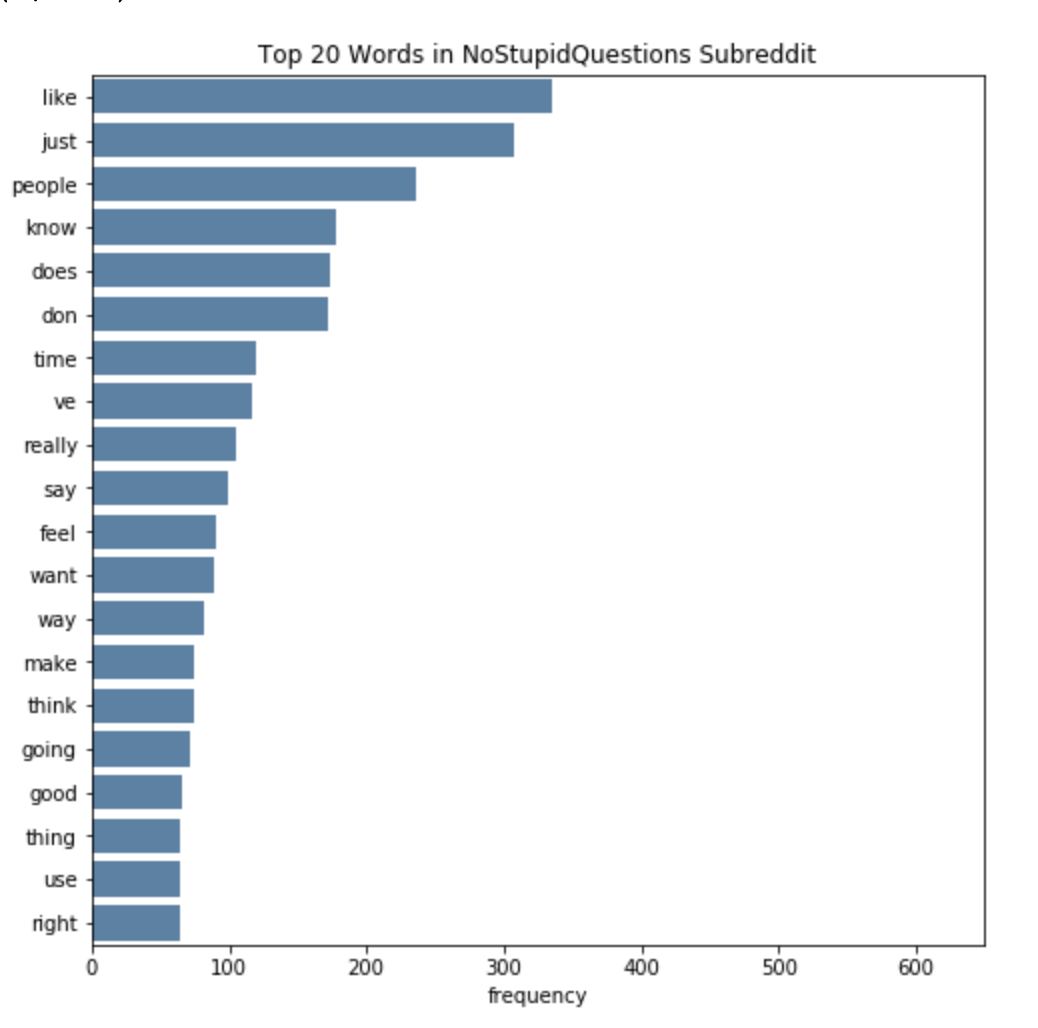 Top 20 Words in NoStupidQuestions Subreddit
like
just
people
know
does
don
time
ve
really
say
feel
want
way
make
think
going
good
thing
use
right
0 100 200 300 400 500 600
frequency